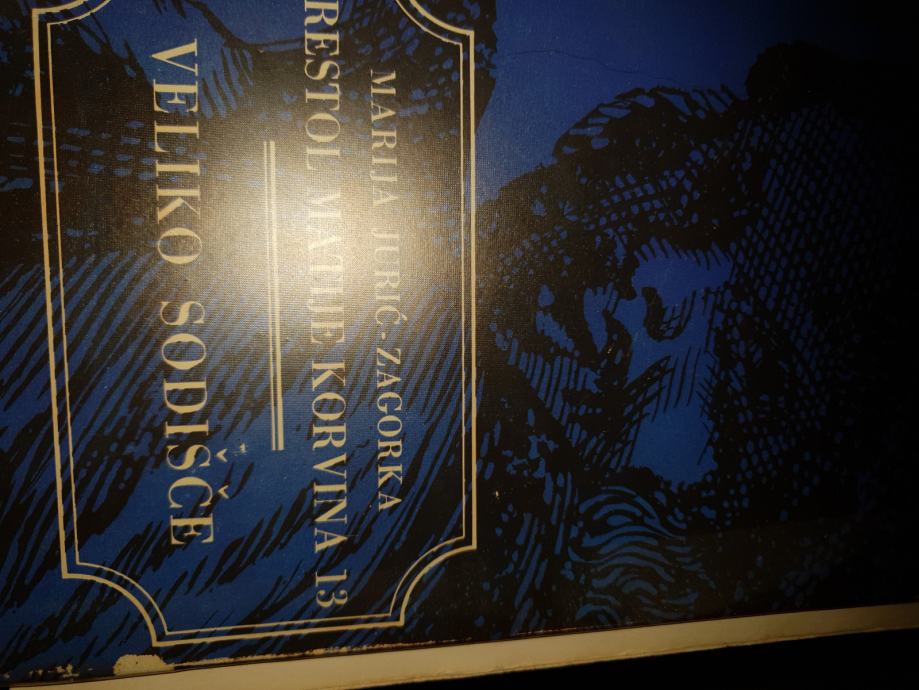 MARIJA JURIĆ-ZAGORKA
RESTOL MATIJE KORVINA 13
VELIKO SODIŠČE